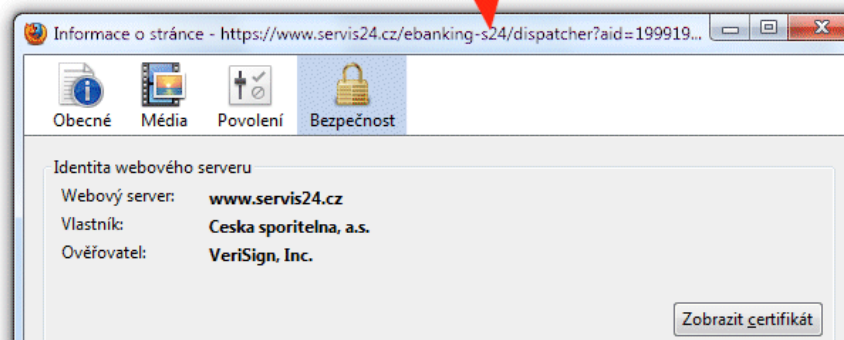 Informace o stránce - https://www.servis24.cz/ebanking-s24/dispatcher?aid=199919...
Obecné Média Povolení Bezpečnost
Identita webového serveru
Webový server: www.servis24.cz
Vlastník: Ceska sporitelna, a.s.
Ověřovatel: VeriSign, Inc.
Zobrazit certifikát